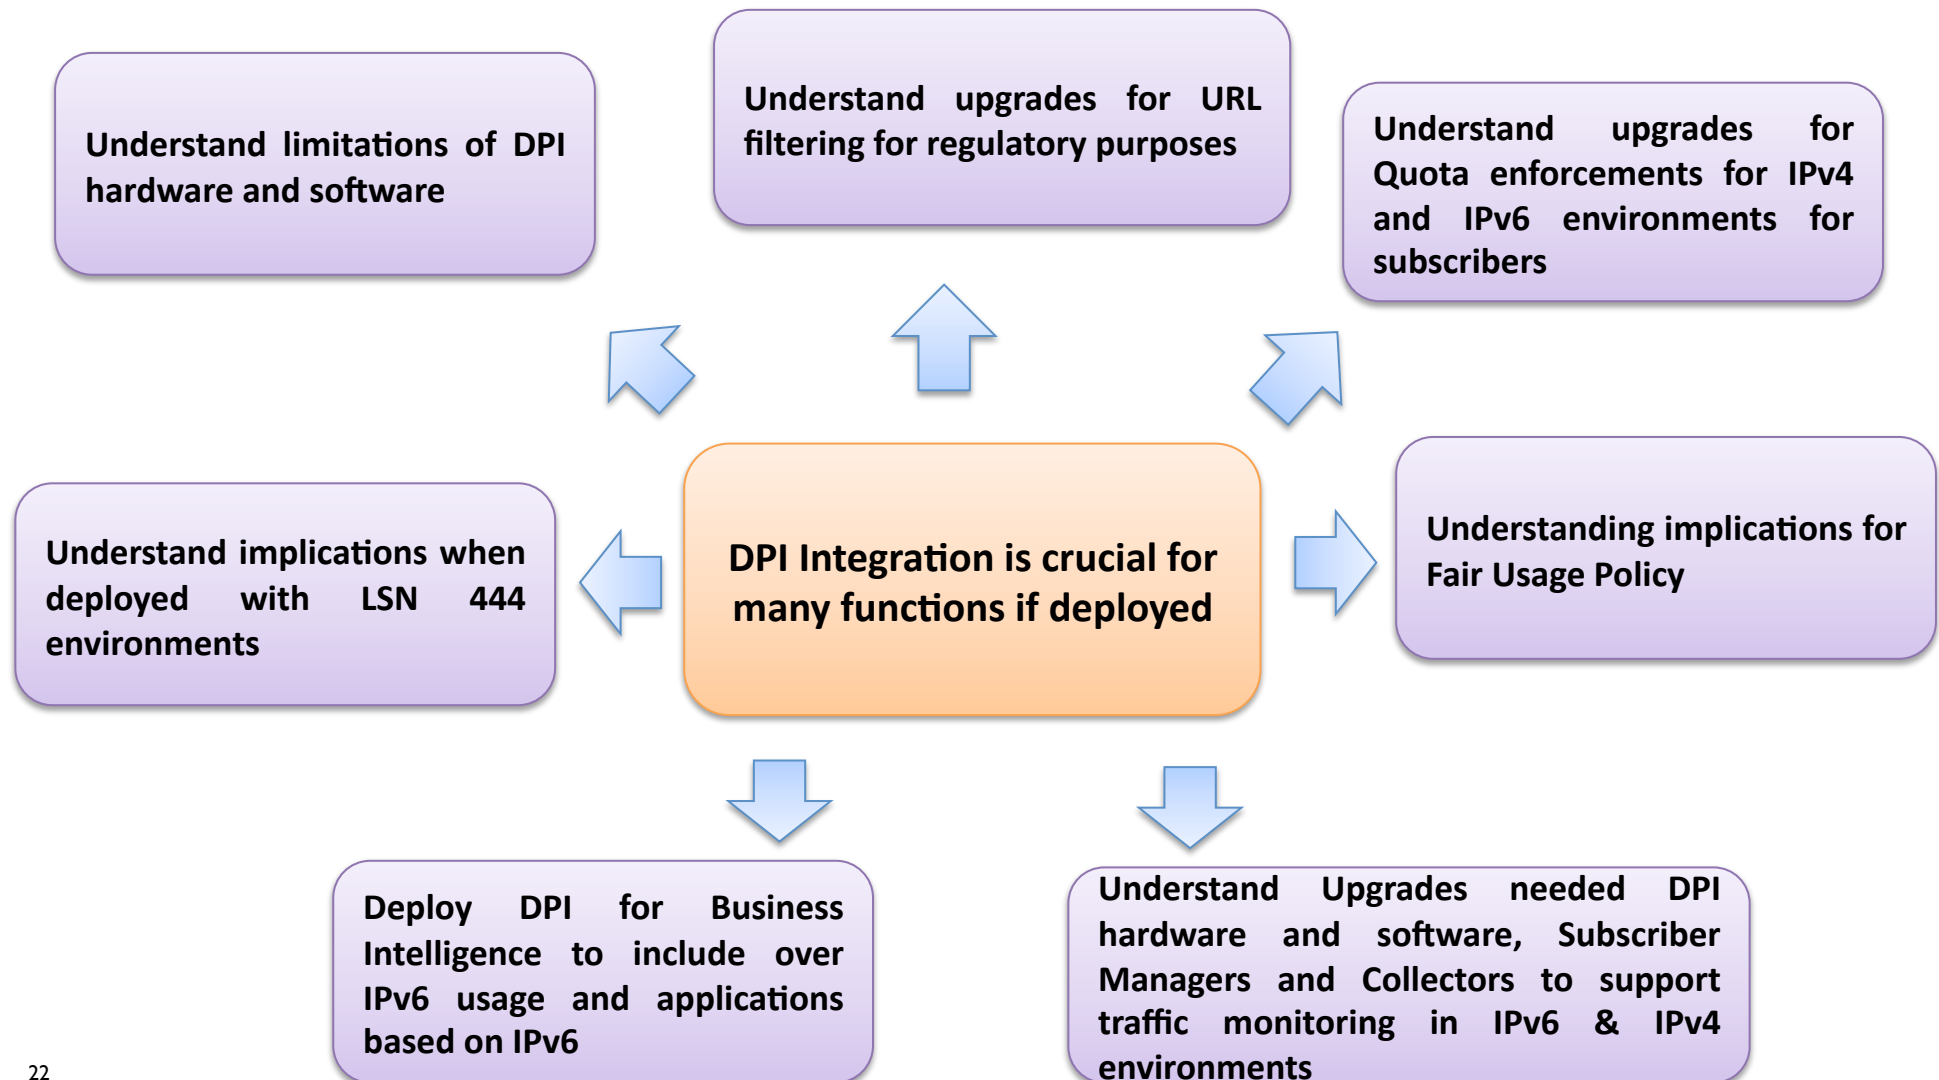 Understand limitations of DPI
hardware and software
Understand upgrades for URL
filtering for regulatory purposes
Understand upgrades for
Quota enforcements for IPv4
and IPv6 environments for
subscribers
Understand implications when
deployed with LSN 444
environments
DPI Integration is crucial for
many functions if deployed
Understanding implications for
Fair Usage Policy
Deploy DPI for Business
Intelligence to include over
IPv6 usage and applications
based on IPv6
Understand Upgrades needed DPI
hardware and software, Subscriber
Managers and Collectors to support
traffic monitoring in IPv6 & IPv4
environments
22